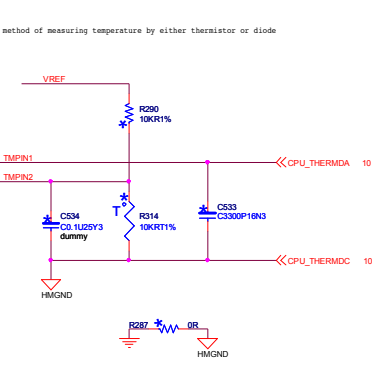 method of measuring temperature by either thermistor or diode
VREF
R290
10KR1%
*
TMPIN1
CPU_THERMDA 10
TMPIN2
*
T
R314
10KRT1%
*
C534
C0.1U25Y3
dummy
*
C533
C3300P16N3
CPU_THERMDC 10
HMGND
R287 * 0R
HMGND